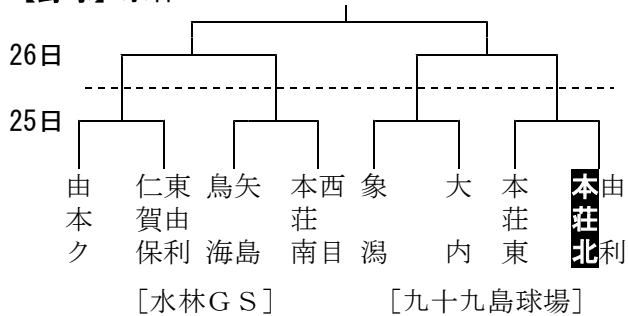 26日
25日
由本ク
仁賀保
東由利
鳥海
矢島
本荘南
西目
象潟
大内
本荘東
本荘北
由利
[水林GS]
[九十九島球場]